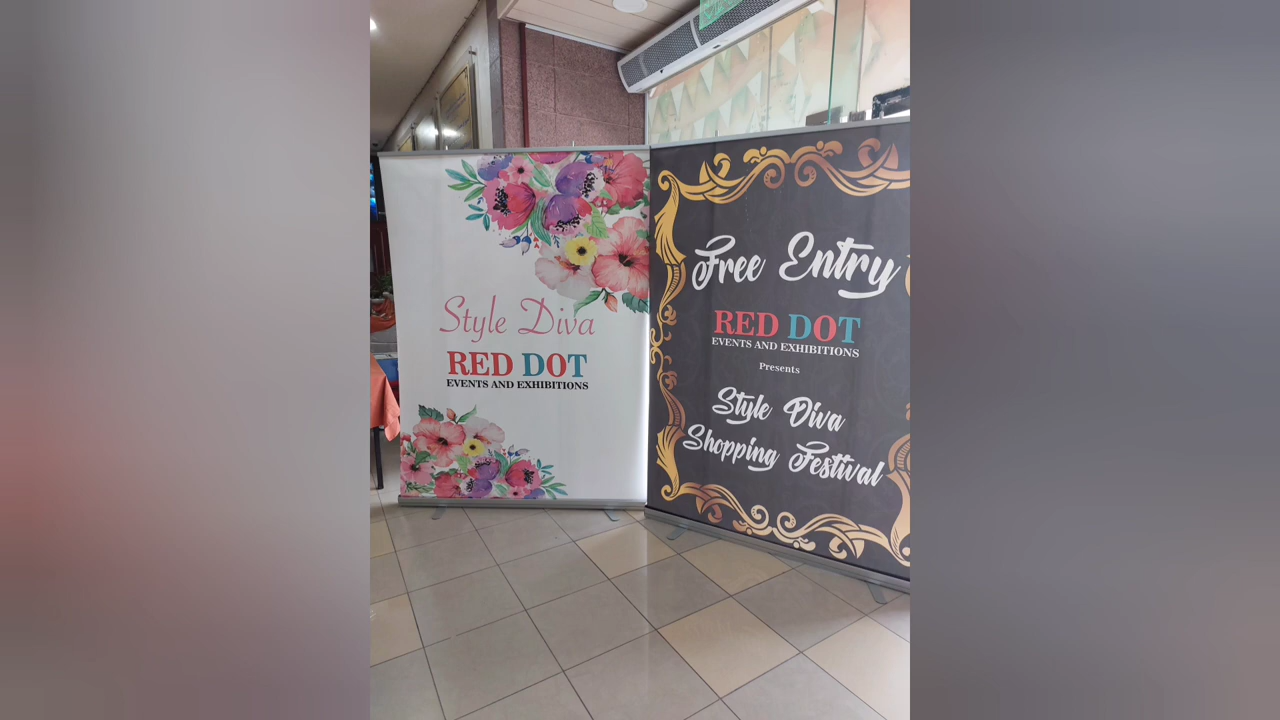 Style Diva
RED DOT
EVENTS AND EXHIBITIONS
Free Entry
RED DOT
EVENTS AND EXHIBITIONS
Presents
Style Diva
Shopping Festival